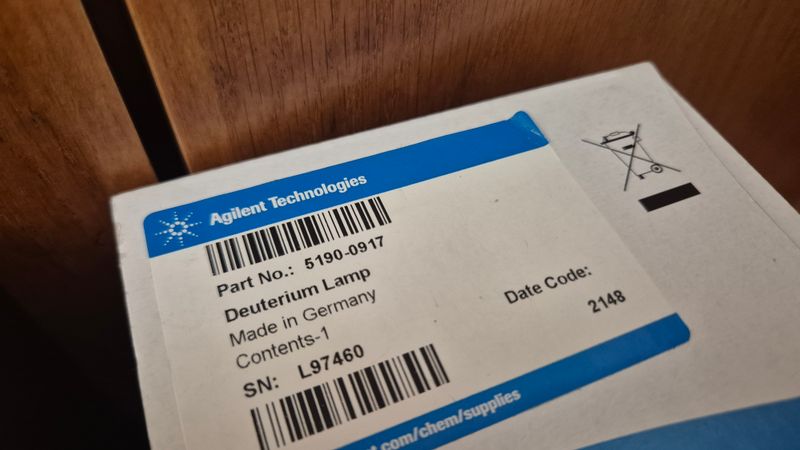 Agilent Technologies
Part No.: 5190-0917
Deuterium Lamp
Made in Germany
Contents-1
Date Code:
2148
SN: L97460
.com/chem/supplies